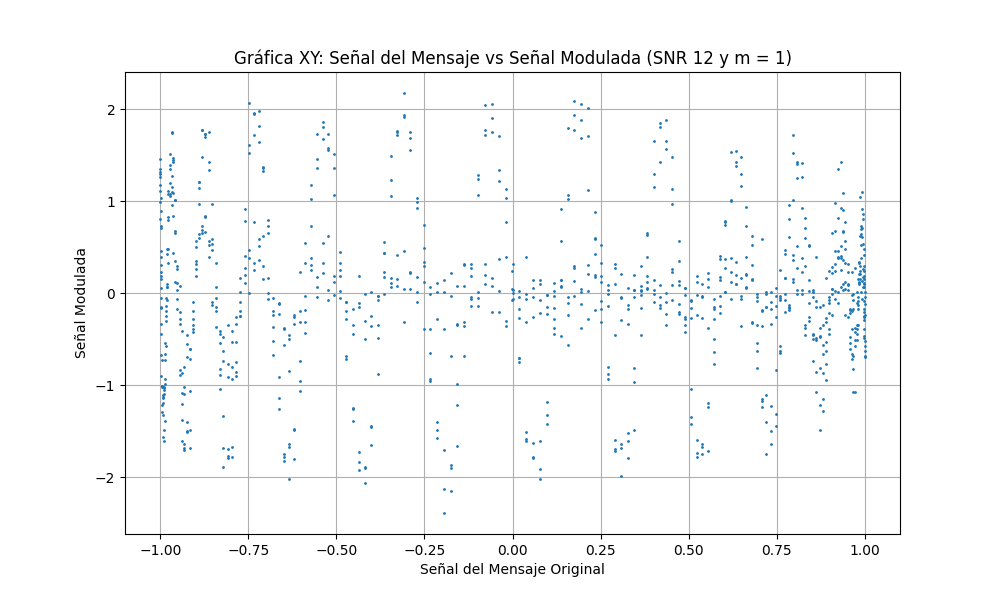 Gráfica XY: Señal del Mensaje vs Señal Modulada (SNR 12 y m = 1)
2
1
0
−1
−2
Señal Modulada
−1.00 −0.75 −0.50 −0.25 0.00 0.25 0.50 0.75 1.00
Señal del Mensaje Original